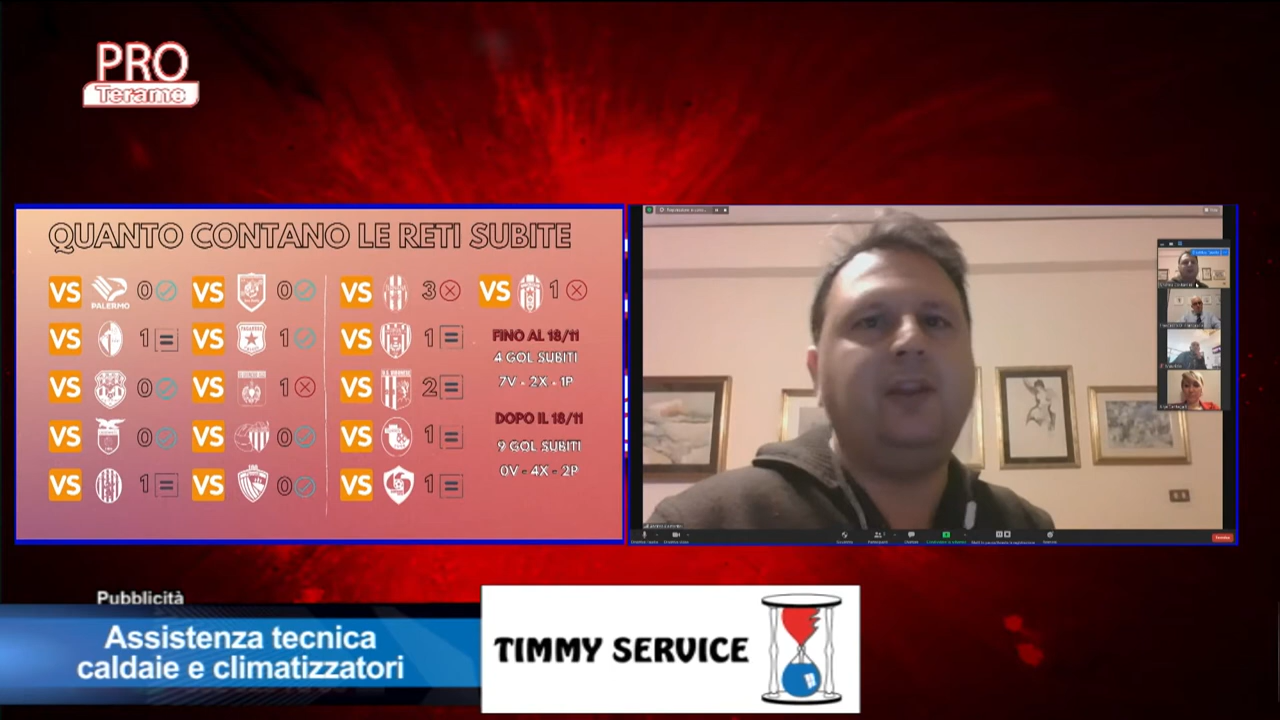 PRO
Teramo
QUANTO CONTANO LE RETI SUBITE
VS PALERMO 0 VS 0 VS 3 VS 1
VS 1 = VS 1 VS 1 =
VS 0 VS 1 VS 2 =
VS 0 VS 0 VS 1 =
VS 1 = VS 0 VS 1 =
FINO AL 18/11
4 GOL SUBITI
7V - 2X - 1P
DOPO IL 18/11
9 GOL SUBITI
0V - 4X - 2P
Pubblicità
Assistenza tecnica
caldaie e climatizzatori
TIMMY SERVICE